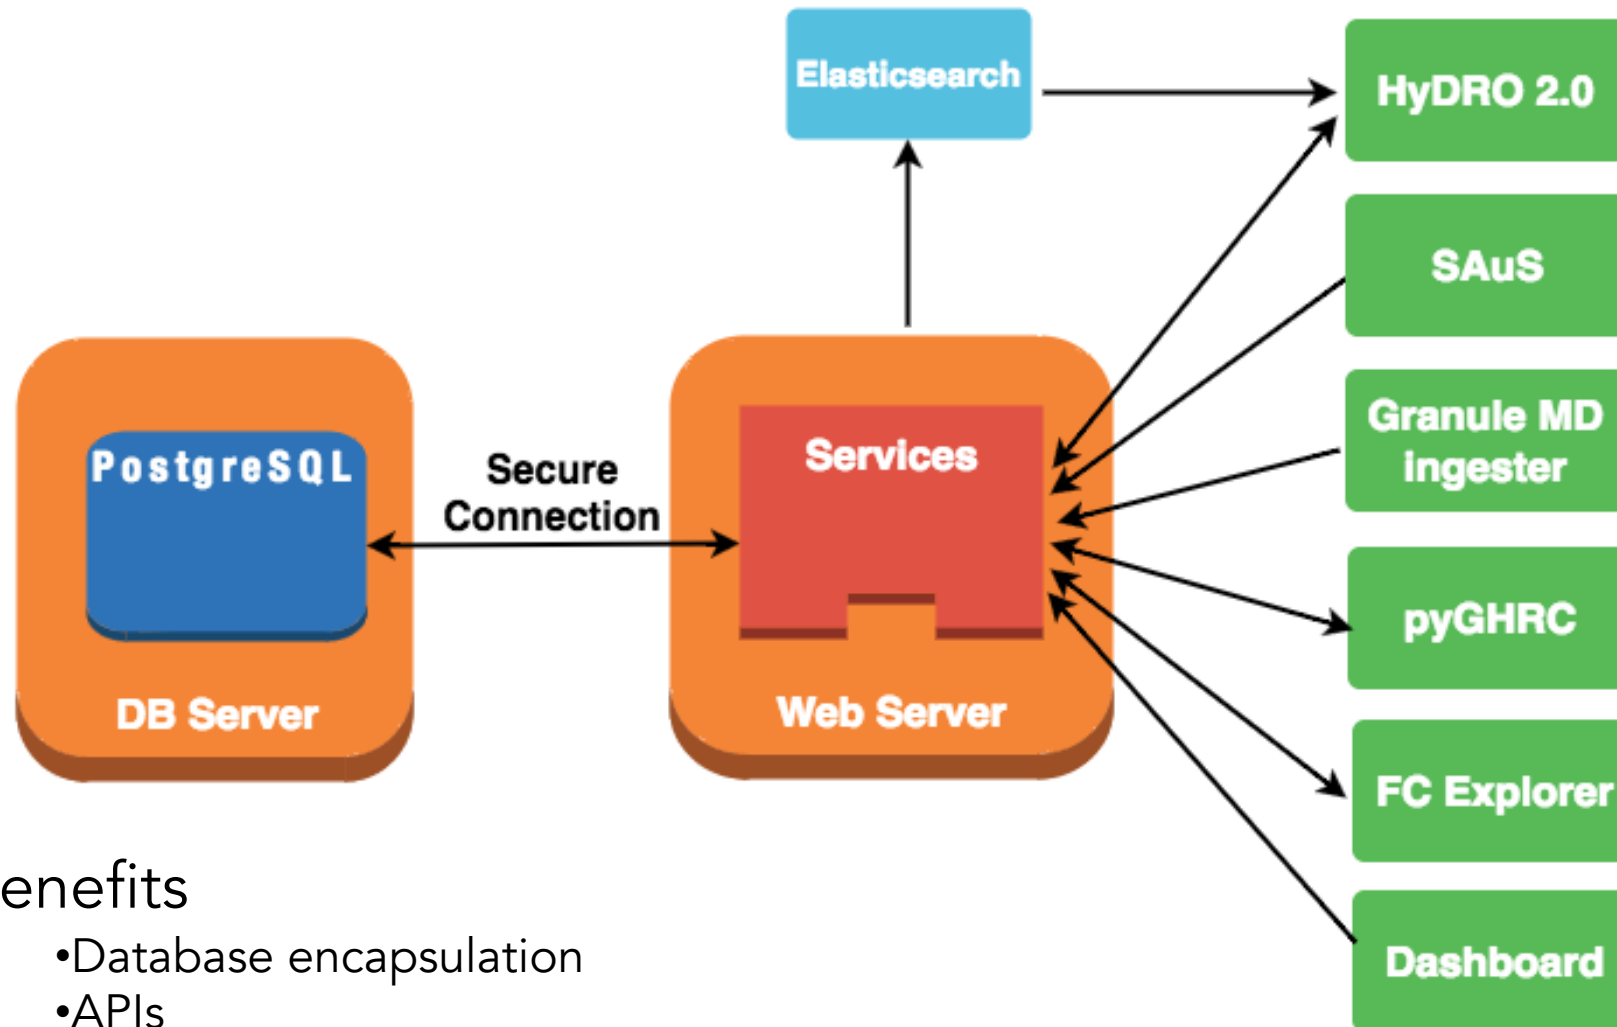 Elasticsearch
HyDRO 2.0
SAuS
Granule MD
ingester
PostgreSQL
Secure
Connection
Services
pyGHRC
DB Server
Web Server
FC Explorer
enefits
•Database encapsulation
•APIs
Dashboard